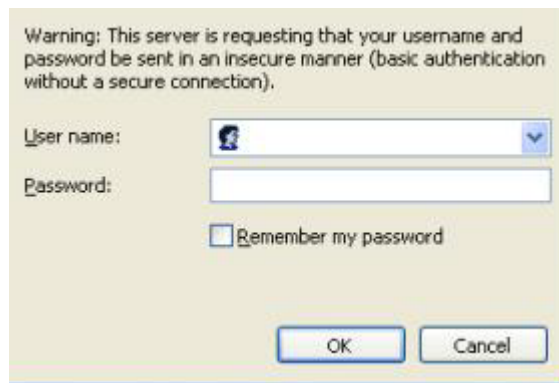 Warning: This server is requesting that your username and
password be sent in an insecure manner (basic authentication
without a secure connection).
User name:
Password:
Remember my password
OK
Cancel